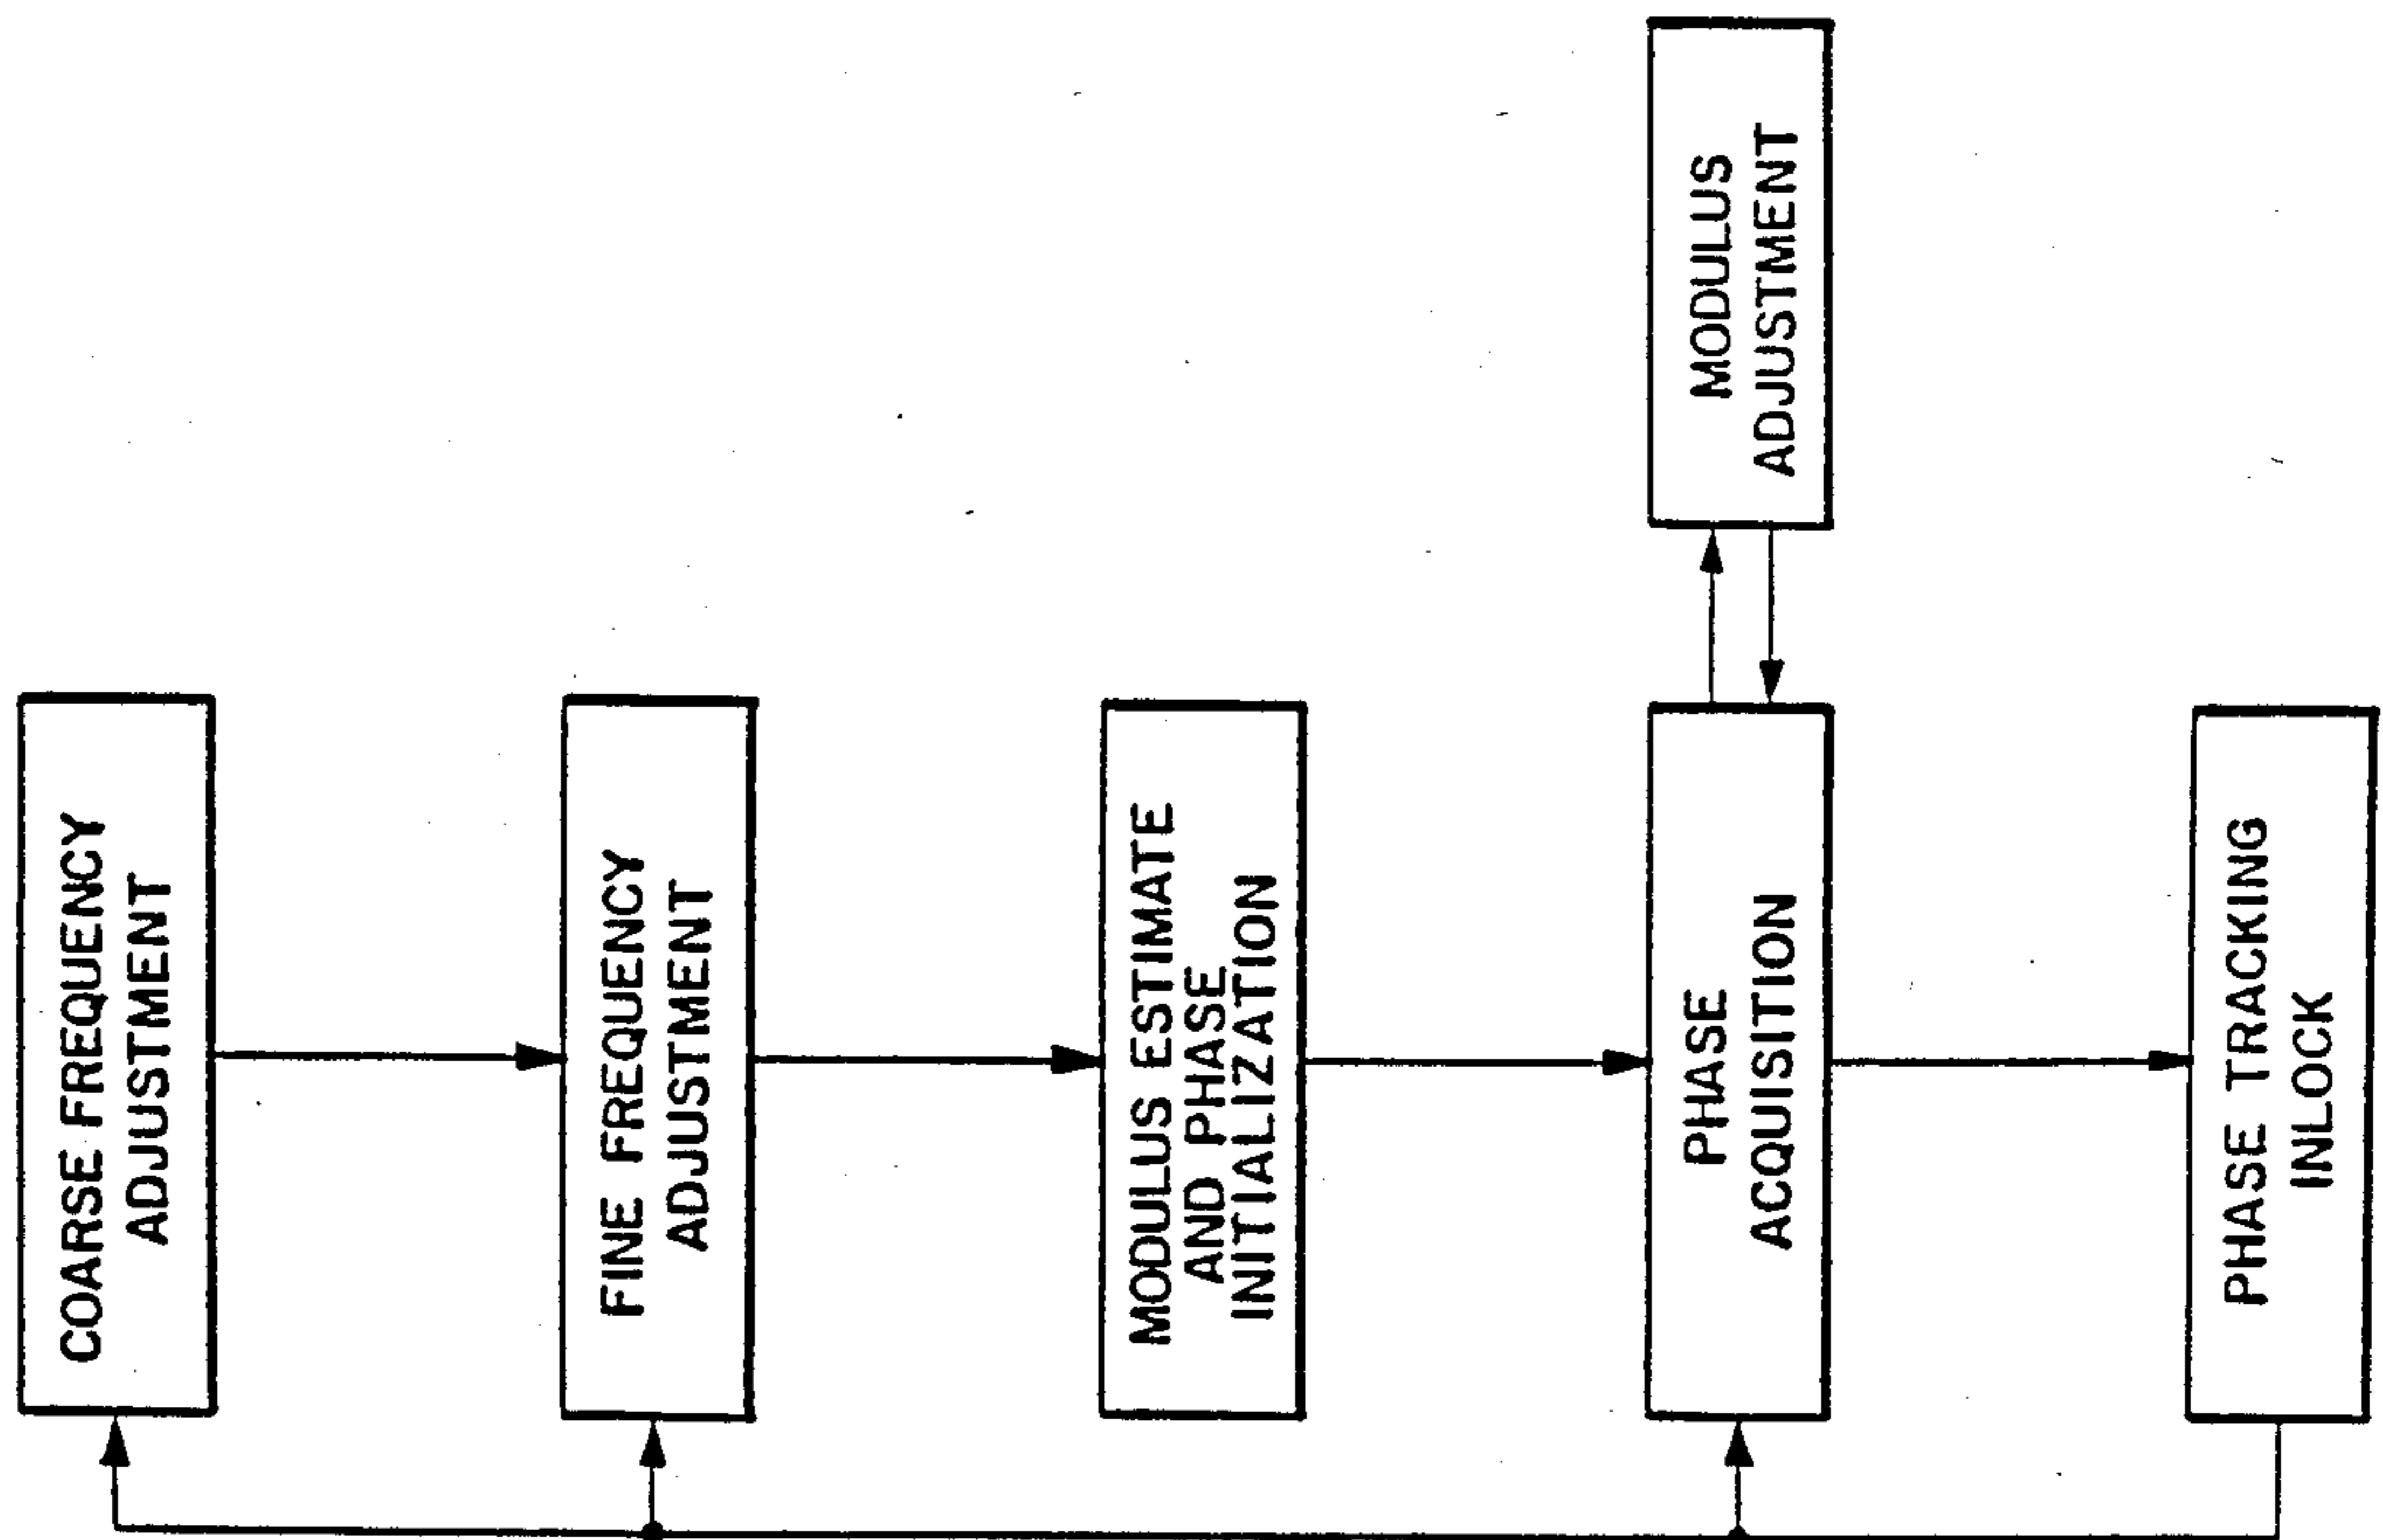 COARSE FREQUENCY
ADJUSTMENT
FINE FREQUENCY
ADJUSTMENT
MODULUS ESTIMATE
AND PHASE
INITIALIZATION
PHASE
ACQUISITION
MODULUS
ADJUSTMENT
PHASE TRACKING
INLOCK